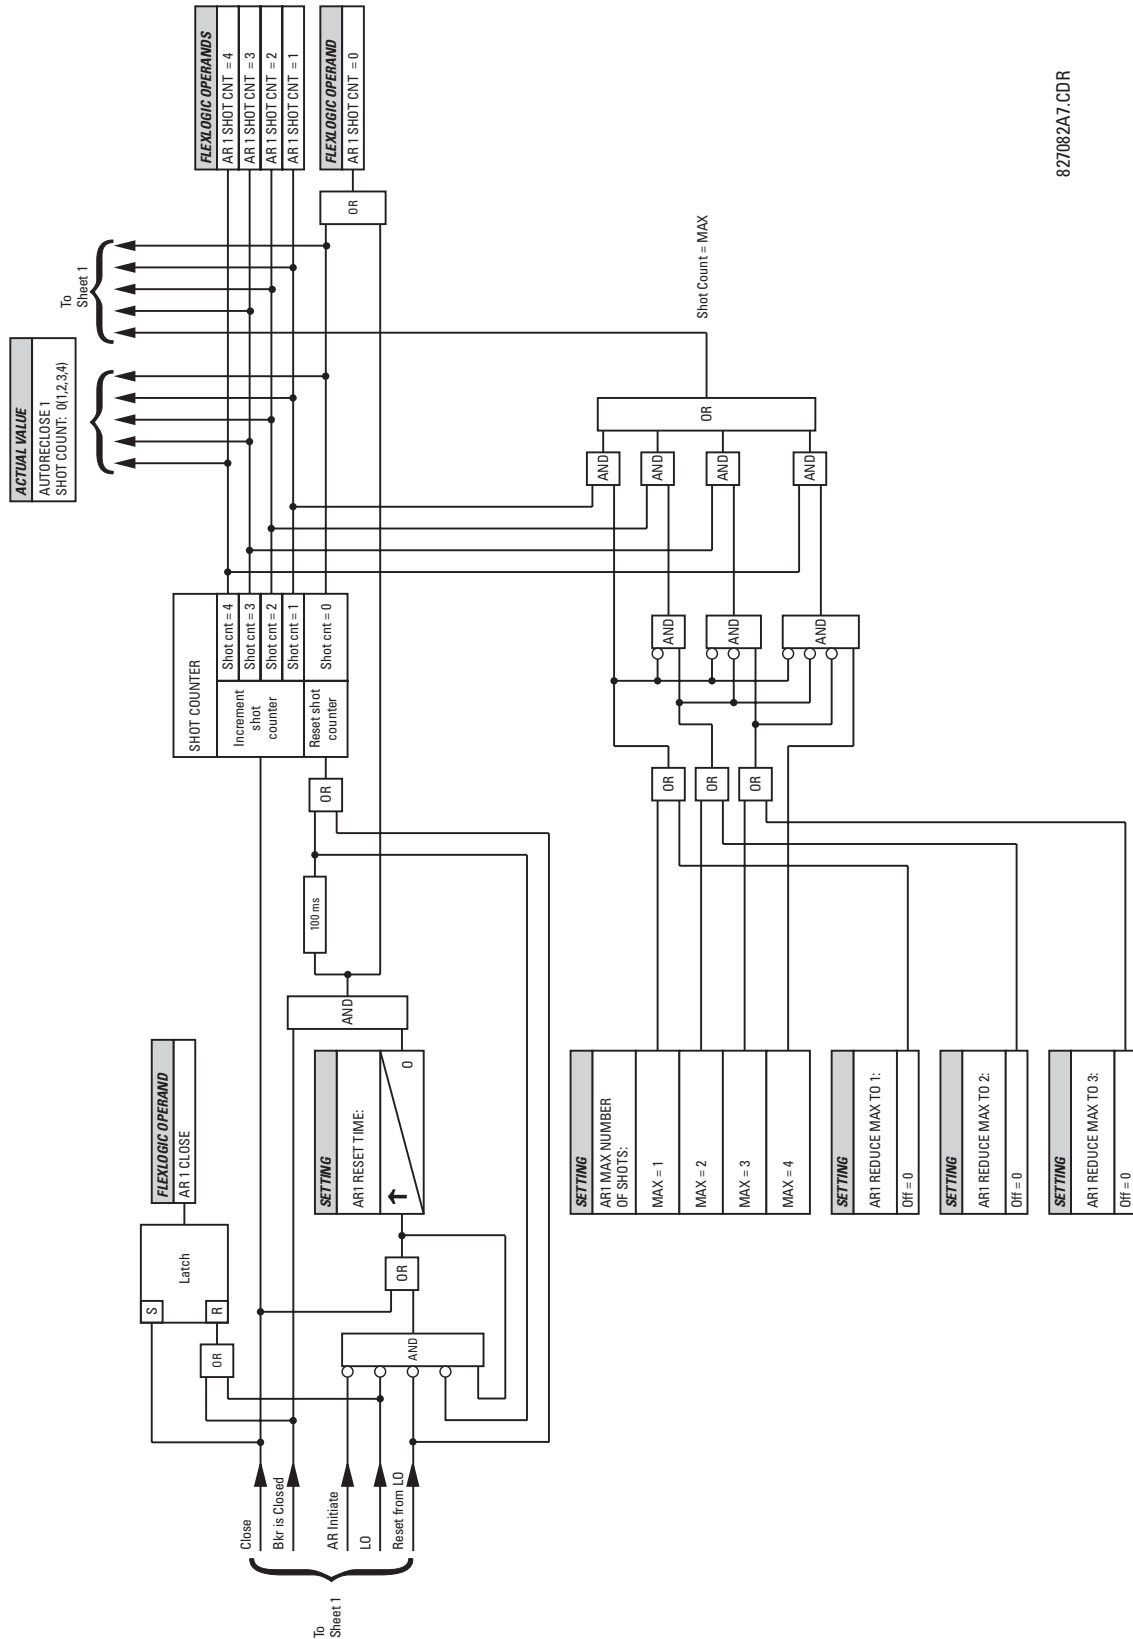 ACTUAL VALUE
AUTORECLOSE 1
SHOT COUNT: 0(1,2,3,4)
To
Sheet 1
FLEXLOGIC OPERANDS
AR 1 SHOT CNT = 4
AR 1 SHOT CNT = 3
AR 1 SHOT CNT = 2
AR 1 SHOT CNT = 1
FLEXLOGIC OPERAND
AR 1 SHOT CNT = 0
OR
FLEXLOGIC OPERAND
AR 1 CLOSE
Latch
S
R
OR
SHOT COUNTER
Increment
shot
counter
Reset shot
counter
Shot cnt = 4
Shot cnt = 3
Shot cnt = 2
Shot cnt = 1
Shot cnt = 0
OR
100 ms
AND
SETTING
AR1 RESET TIME:
0
OR
AND
To
Sheet 1
Close
Bkr is Closed
AR Initiate
LO
Reset from LO
Shot Count = MAX
OR
AND
AND
AND
AND
AND
AND
AND
OR
OR
OR
SETTING
AR1 MAX NUMBER
OF SHOTS:
MAX = 1
MAX = 2
MAX = 3
MAX = 4
SETTING
AR1 REDUCE MAX TO 1:
Off = 0
SETTING
AR1 REDUCE MAX TO 2:
Off = 0
SETTING
AR1 REDUCE MAX TO 3:
Off = 0
827082A7.CDR